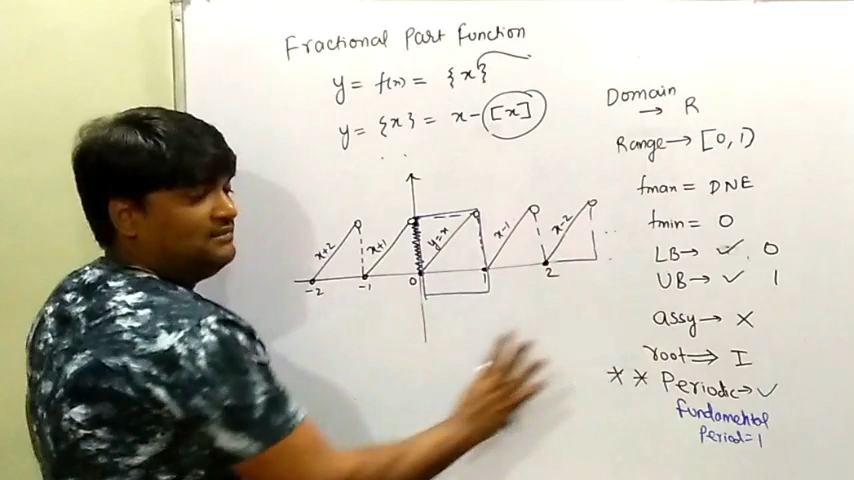 Fractional Part Function
y = f(x) = {x}
y = {x} = x - [x]
x+2
x+1
y=x
x-1
x-2
-2
-1
0
1
2
Domain
→ R
Range → [0, 1)
fmax = DNE
fmin = 0
LB → ✓ 0
UB → ✓ 1
assy → X
root ⇒ I
** Periodic → ✓
fundamental
Period = 1